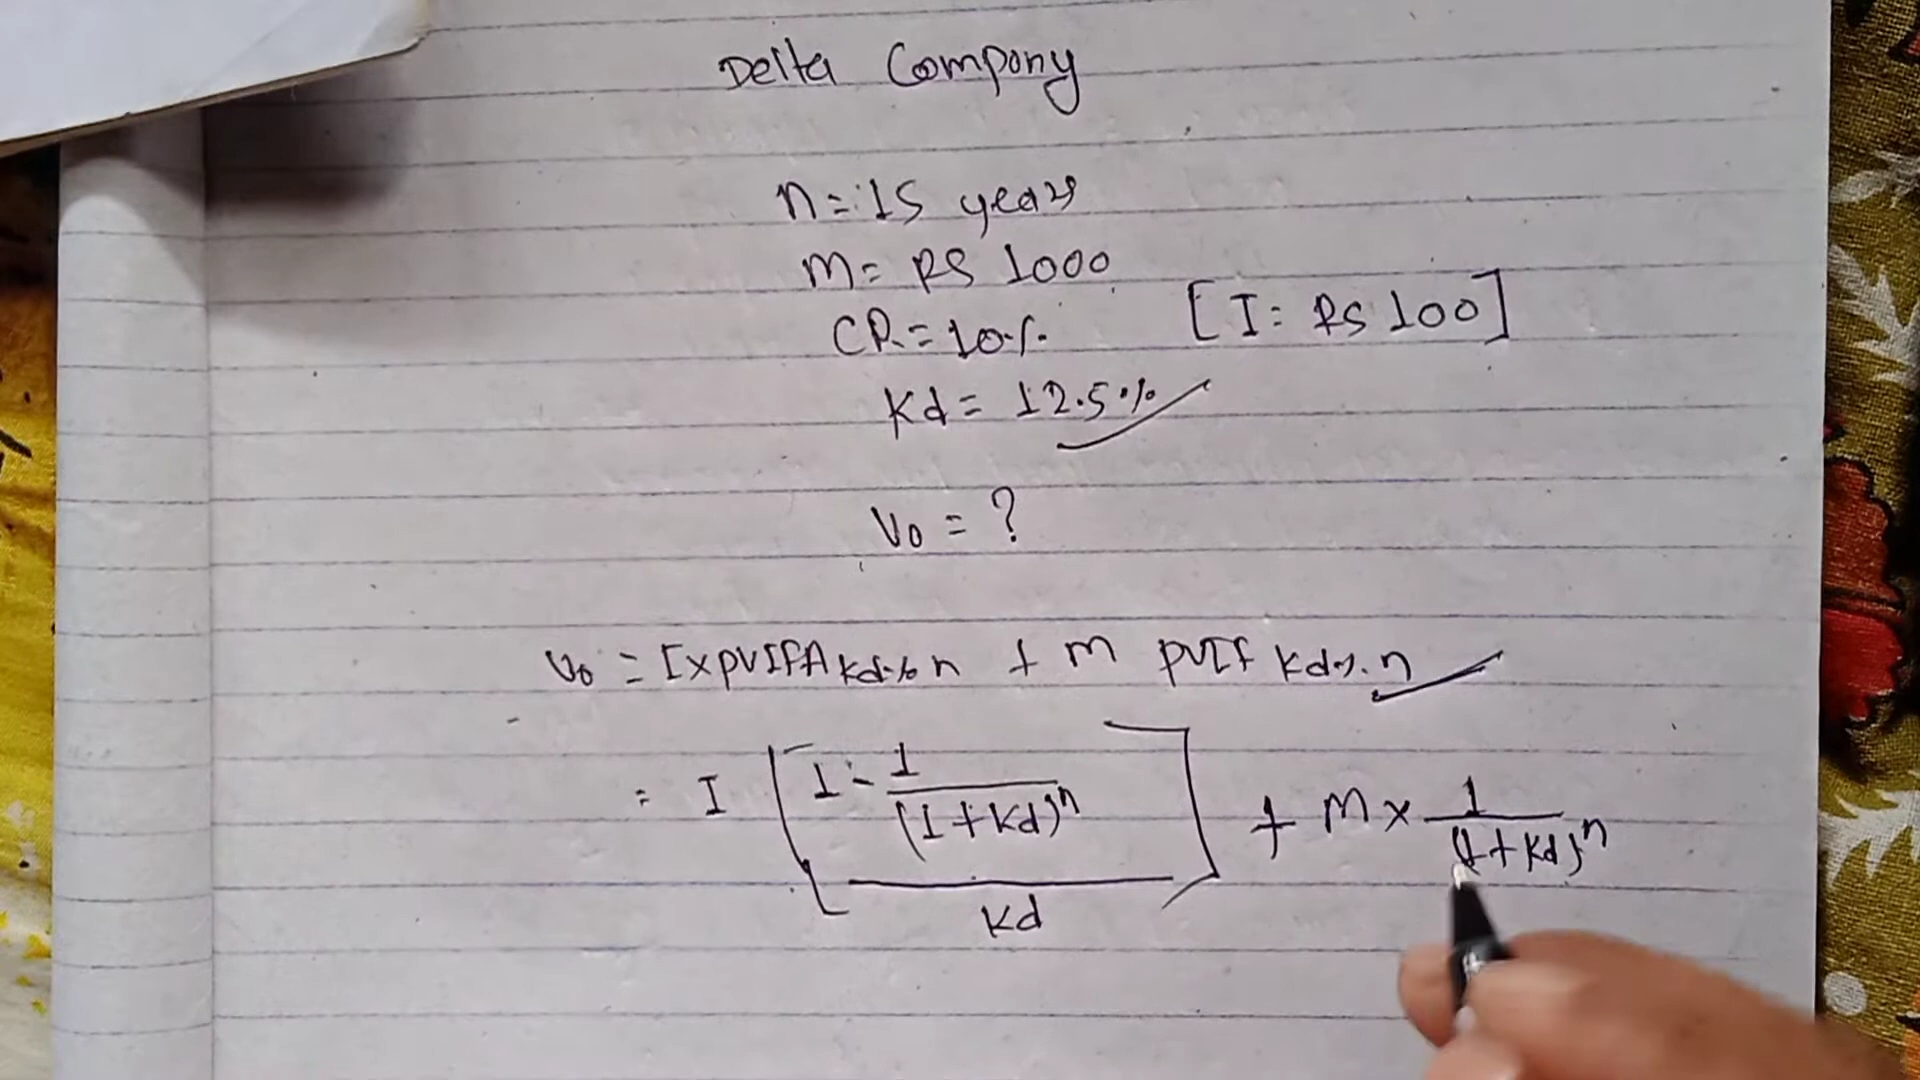 Delta Company
n = 15 years
M = RS 1000
CR = 10% [I = RS 100]
Kd = 12.5%
V0 = ?
V0 = I x PVIFA Kd% n + M PVIF Kd%. n
= I [ 1 - 1 / (1 + Kd)^n / Kd ] + M x 1 / (1 + Kd)^n